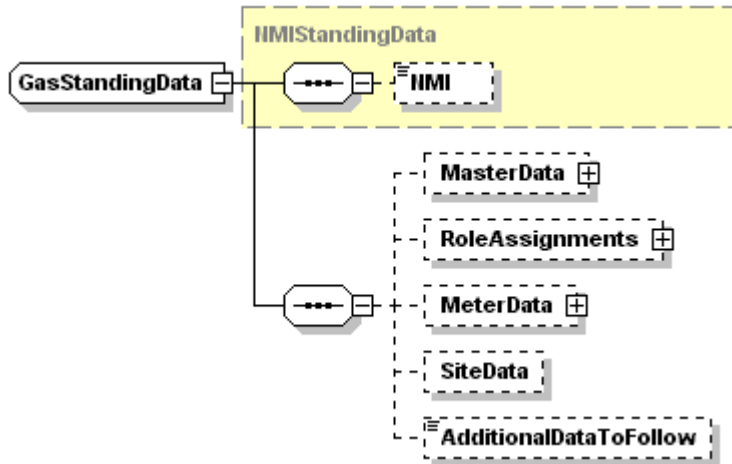 NMIStandingData
GasStandingData
NMI
MasterData
RoleAssignments
MeterData
SiteData
AdditionalDataToFollow